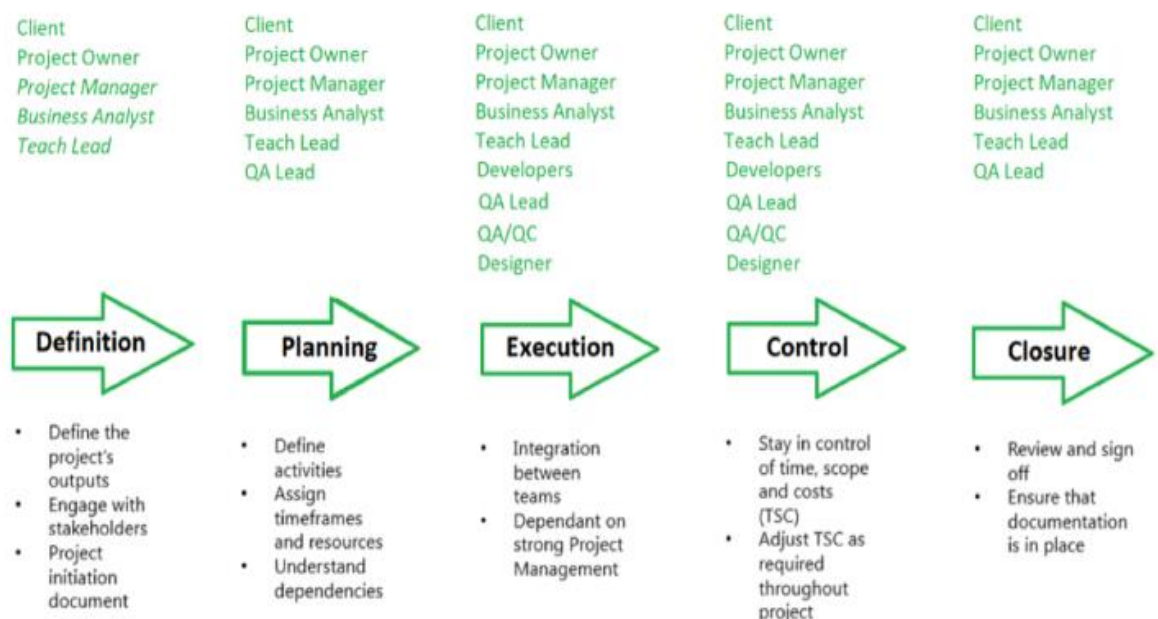 Client
Project Owner
Project Manager
Business Analyst
Teach Lead
Client
Project Owner
Project Manager
Business Analyst
Teach Lead
QA Lead
Client
Project Owner
Project Manager
Business Analyst
Teach Lead
Developers
QA Lead
QA/QC
Designer
Client
Project Owner
Project Manager
Business Analyst
Teach Lead
Developers
QA Lead
QA/QC
Designer
Client
Project Owner
Project Manager
Business Analyst
Teach Lead
QA Lead
Definition
Planning
Execution
Control
Closure
• Define the
project's
outputs
• Engage with
stakeholders
• Project
initiation
document
• Define
activities
• Assign
timeframes
and resources
• Understand
dependencies
• Integration
between
teams
• Dependant on
strong Project
Management
• Stay in control
of time, scope
and costs
(TSC)
• Adjust TSC as
required
throughout
project
• Review and sign
off
• Ensure that
documentation
is in place